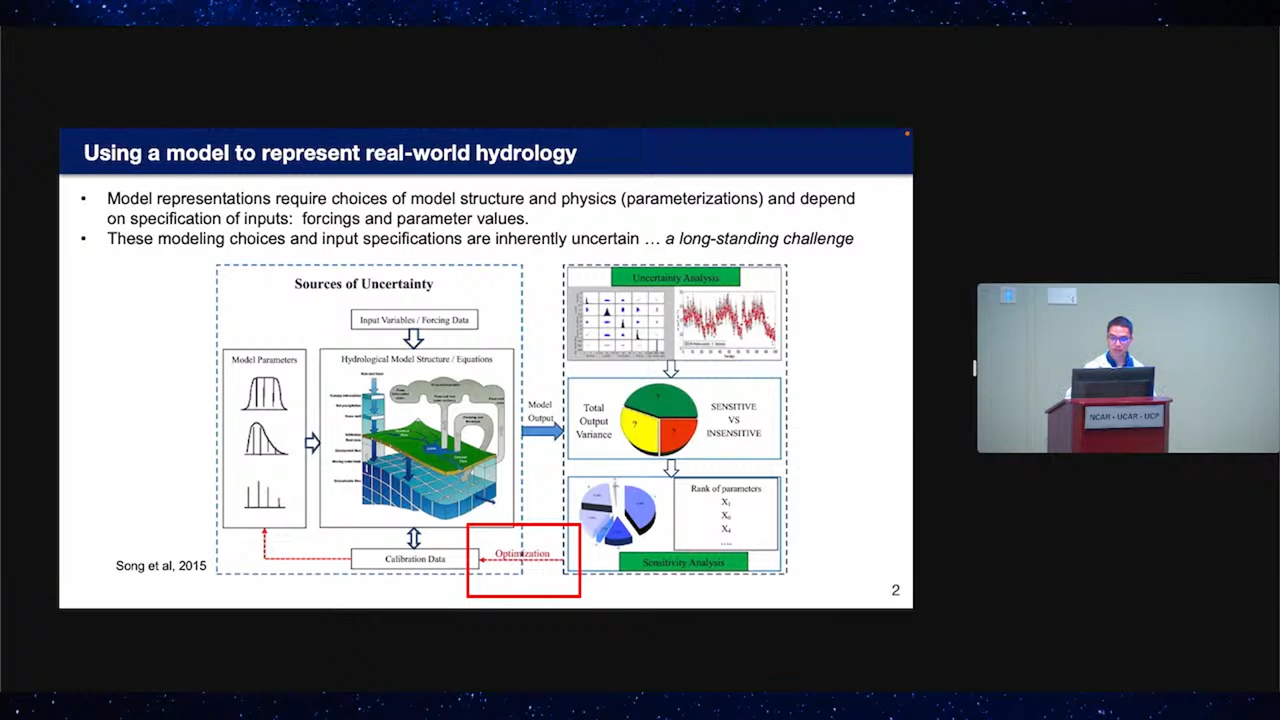 Using a model to represent real-world hydrology
• Model representations require choices of model structure and physics (parameterizations) and depend
on specification of inputs: forcings and parameter values.
• These modeling choices and input specifications are inherently uncertain … a long-standing challenge
Sources of Uncertainty
Input Variables / Forcing Data
Model Parameters
Hydrological Model Structure / Equations
Calibration Data
Optimization
Model
Output
Uncertainty Analysis
Total
Output
Variance
?
?
?
SENSITIVE
VS
INSENSITIVE
Rank of parameters
X1
X6
X4
....
Sensitivity Analysis
Song et al, 2015
2
NCAR • UCAR • UCP